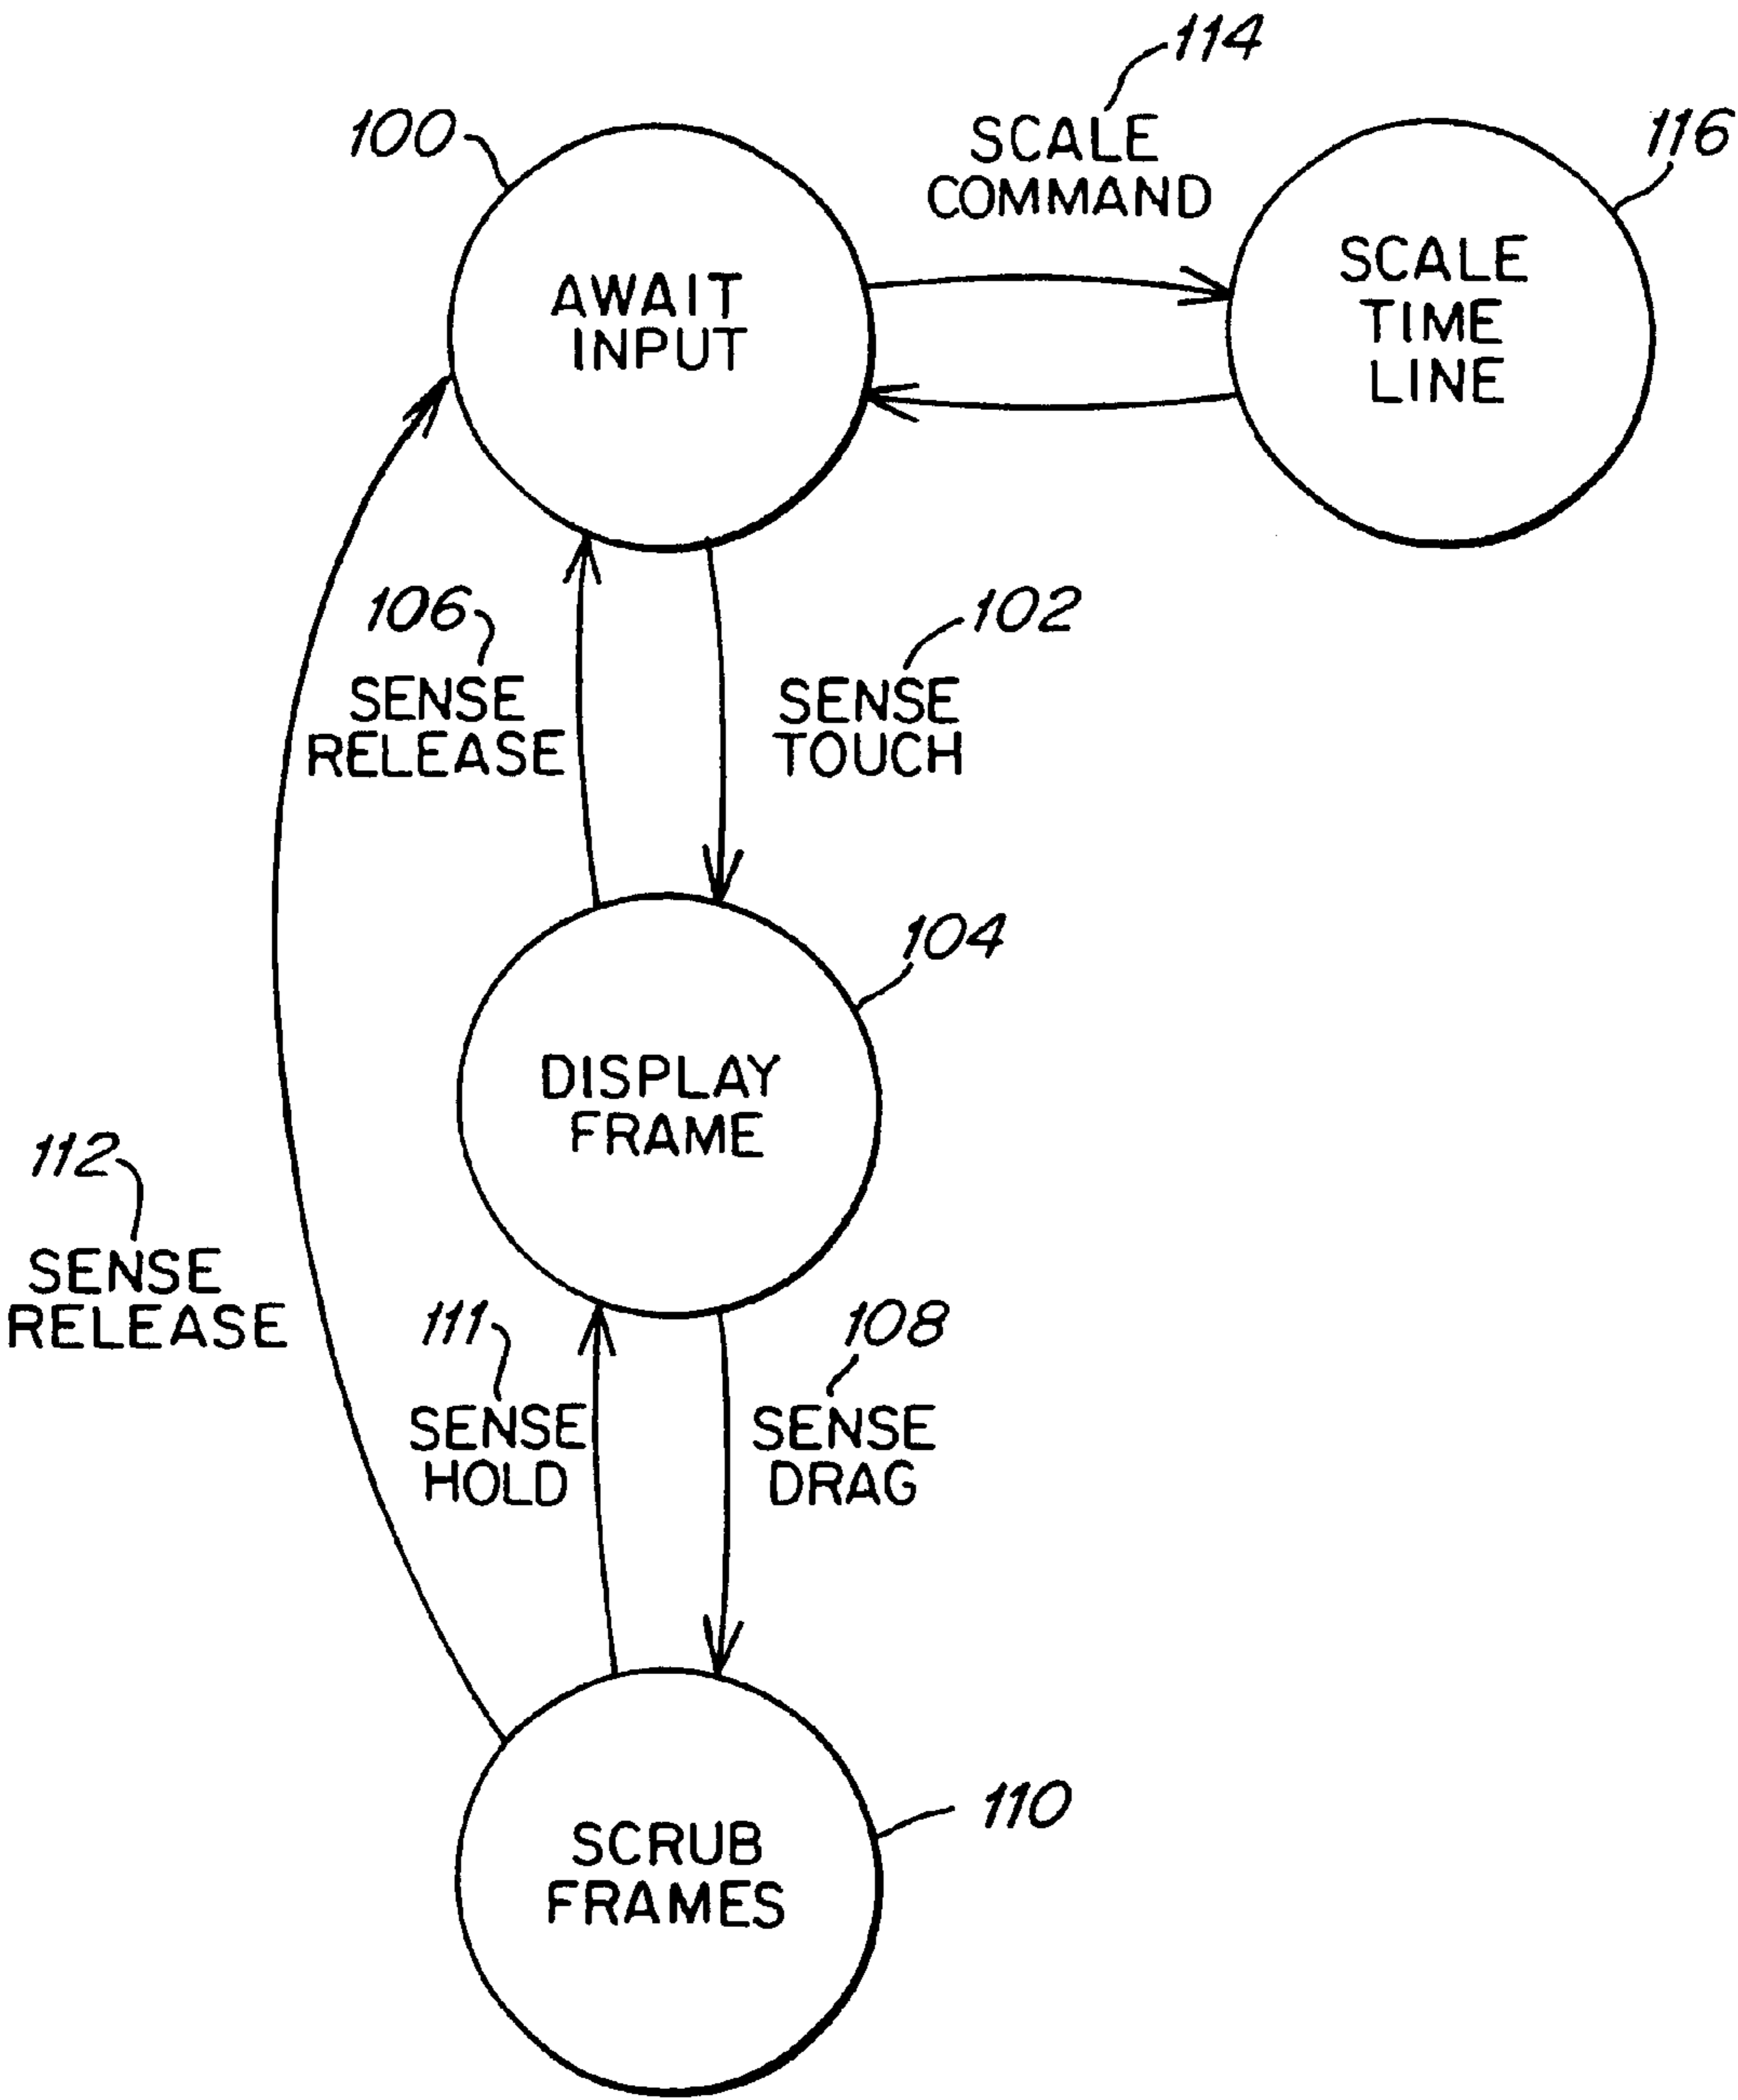 114
SCALE
COMMAND
100
116
AWAIT
INPUT
SCALE
TIME
LINE
106
SENSE
RELEASE
102
SENSE
TOUCH
104
DISPLAY
FRAME
112
SENSE
RELEASE
111
SENSE
HOLD
108
SENSE
DRAG
110
SCRUB
FRAMES